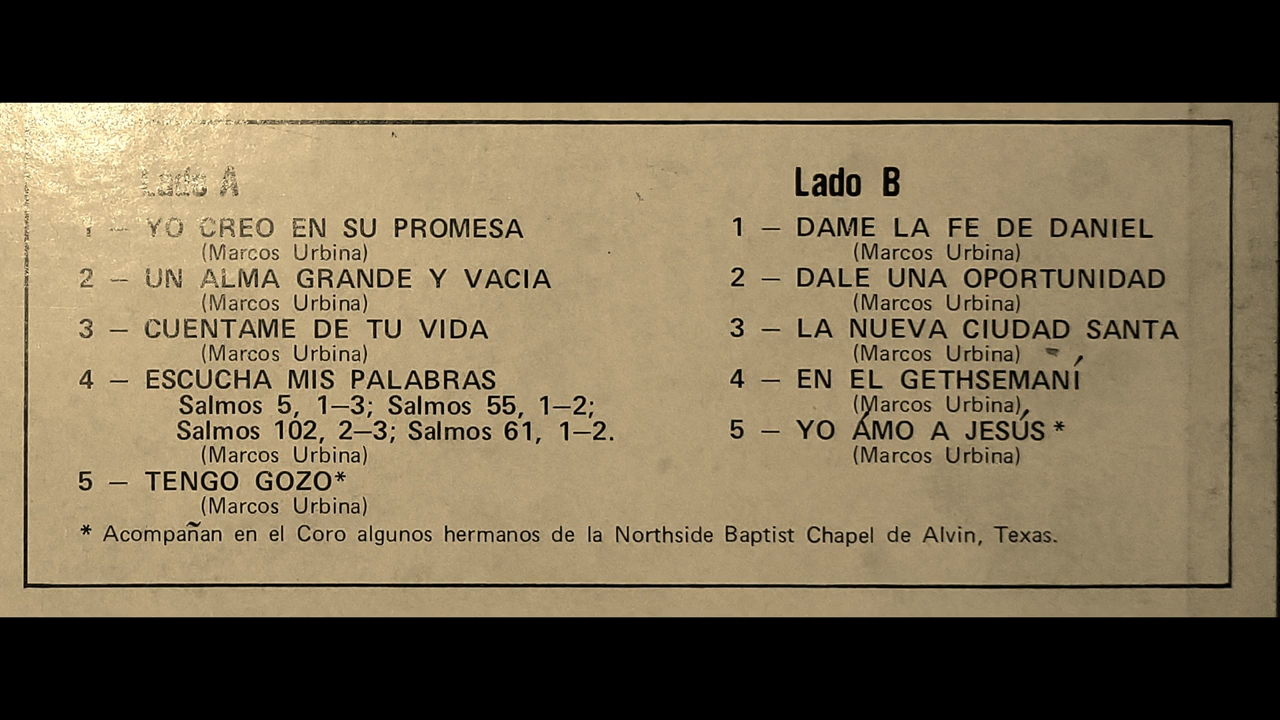 Lado A
1 — YO CREO EN SU PROMESA
(Marcos Urbina)
2 — UN ALMA GRANDE Y VACIA
(Marcos Urbina)
3 — CUENTAME DE TU VIDA
(Marcos Urbina)
4 — ESCUCHA MIS PALABRAS
Salmos 5, 1—3; Salmos 55, 1—2;
Salmos 102, 2—3; Salmos 61, 1—2.
(Marcos Urbina)
5 — TENGO GOZO*
(Marcos Urbina)
Lado B
1 — DAME LA FE DE DANIEL
(Marcos Urbina)
2 — DALE UNA OPORTUNIDAD
(Marcos Urbina)
3 — LA NUEVA CIUDAD SANTA
(Marcos Urbina)
4 — EN EL GETHSEMANÍ
(Marcos Urbina)
5 — YO ÁMO A JESÚS *
(Marcos Urbina)
* Acompañan en el Coro algunos hermanos de la Northside Baptist Chapel de Alvin, Texas.